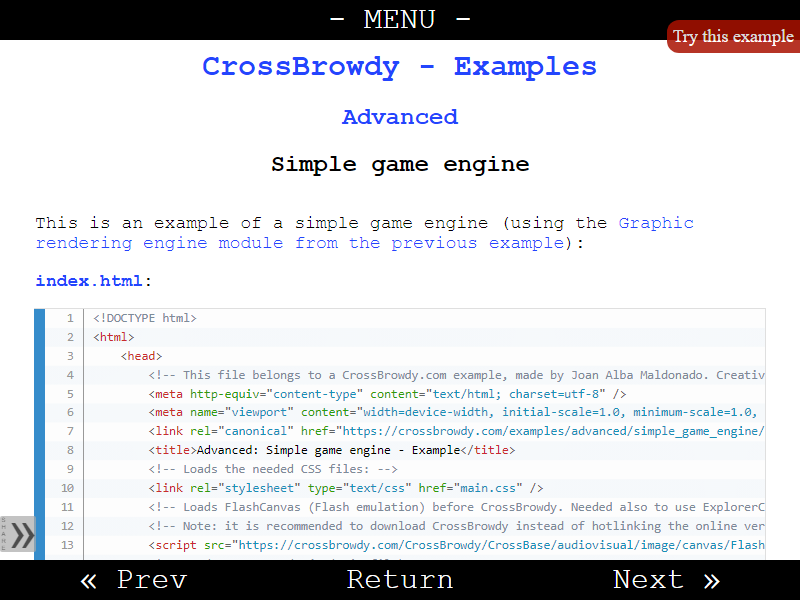 - MENU -
Try this example
CrossBrowdy - Examples
Advanced
Simple game engine
This is an example of a simple game engine (using the Graphic
rendering engine module from the previous example):
index.html:
1 <!DOCTYPE html>
2 <html>
3 <head>
4 <!-- This file belongs to a CrossBrowdy.com example, made by Joan Alba Maldonado. Creativ
5 <meta http-equiv="content-type" content="text/html; charset=utf-8" />
6 <meta name="viewport" content="width=device-width, initial-scale=1.0, minimum-scale=1.0,
7 <link rel="canonical" href="https://crossbrowdy.com/examples/advanced/simple_game_engine/
8 <title>Advanced: Simple game engine - Example</title>
9 <!-- Loads the needed CSS files: -->
10 <link rel="stylesheet" type="text/css" href="main.css" />
11 <!-- Loads FlashCanvas (Flash emulation) before CrossBrowdy. Needed also to use ExplorerC
12 <!-- Note: it is recommended to download CrossBrowdy instead of hotlinking the online ver
13 <script src="https://crossbrowdy.com/CrossBrowdy/CrossBase/audiovisual/image/canvas/Flash
SHARE »
« Prev Return Next »